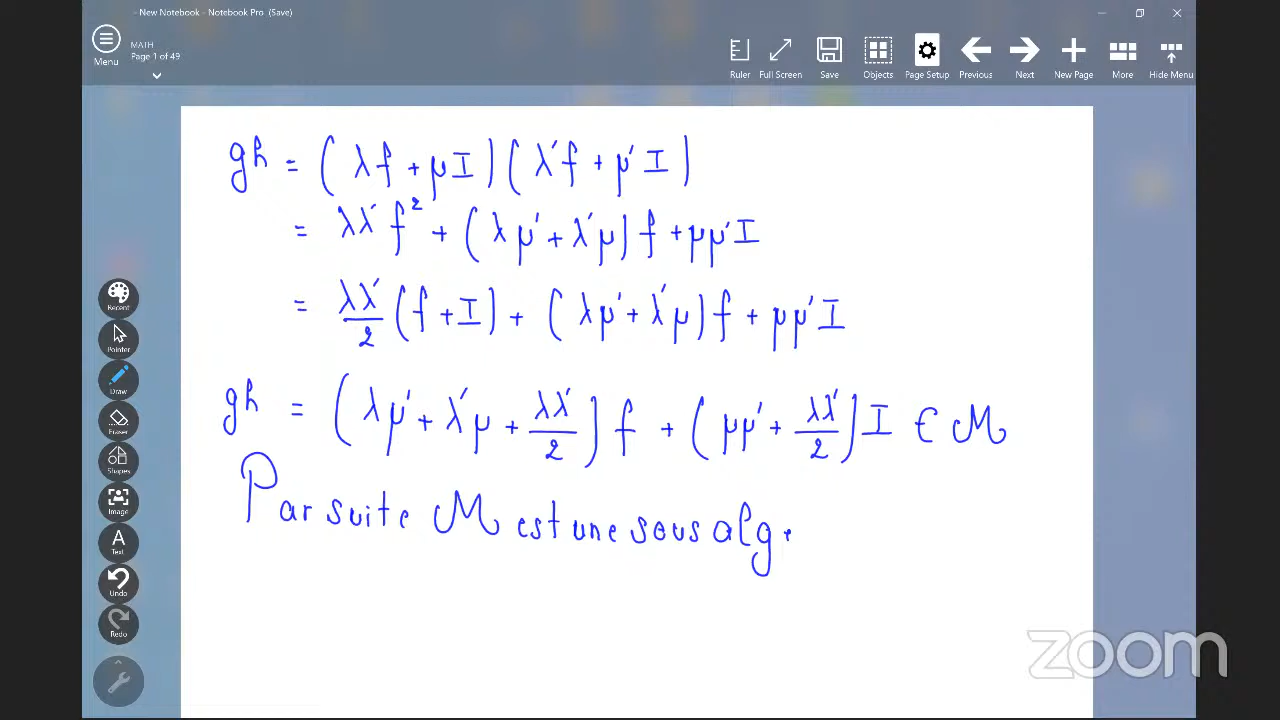 - New Notebook - Notebook Pro (Save)
Menu
MATH
Page 1 of 49
Ruler
Full Screen
Save
Objects
Page Setup
Previous
Next
New Page
More
Hide Menu
gh = (λf + μI)(λ'f + μ'I)
= λλ'f² + (λμ' + λ'μ)f + μμ'I
= λλ'/2 (f + I) + (λμ' + λ'μ)f + μμ'I
gh = (λμ' + λ'μ + λλ'/2)f + (μμ' + λλ'/2)I ∈ M
Par suite M est une sous alg
Recent
Pointer
Draw
Eraser
Shapes
Image
A
Text
Undo
Redo
zoom